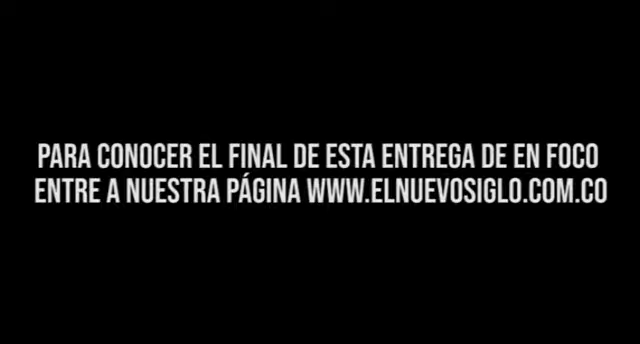 PARA CONOCER EL FINAL DE ESTA ENTREGA DE EN FOCO
ENTRE A NUESTRA PÁGINA WWW.ELNUEVOSIGLO.COM.CO